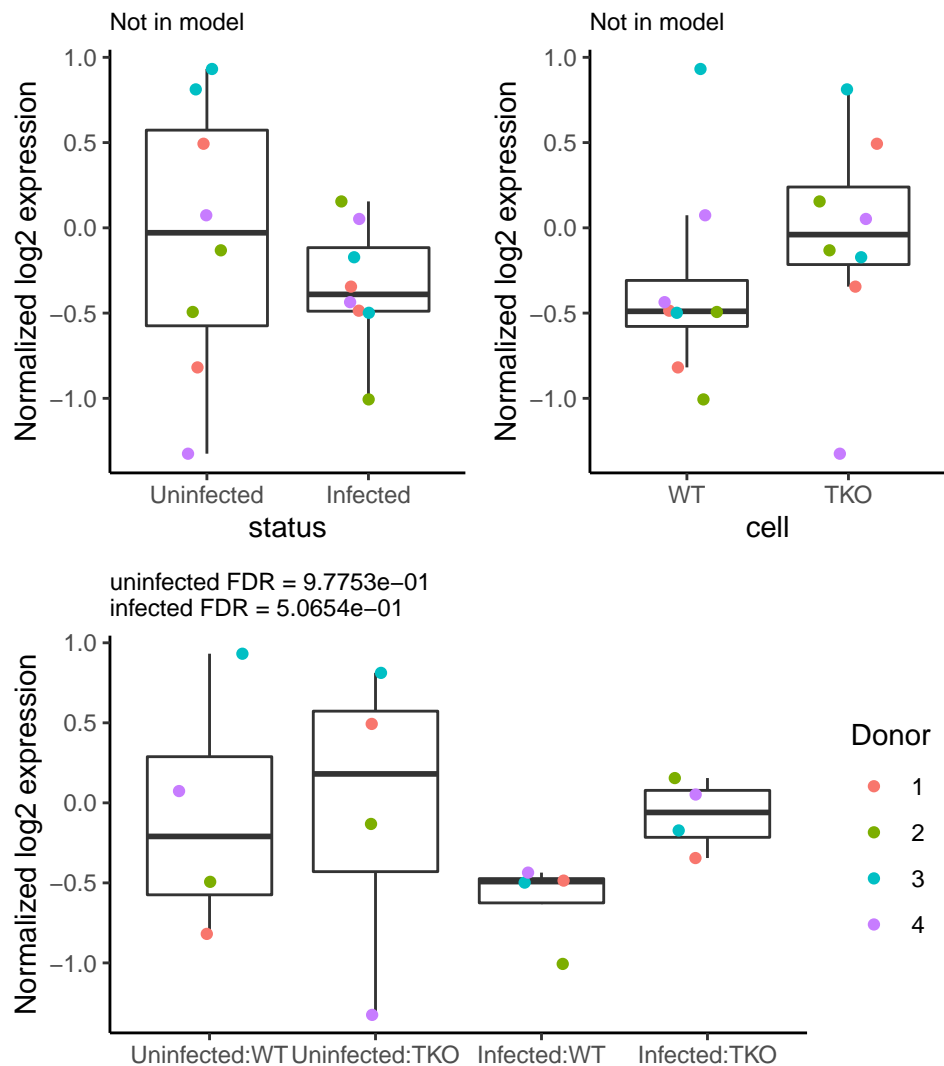 Not in model
Normalized log2 expression
1.0
0.5
0.0
−0.5
−1.0
Uninfected
Infected
status
Not in model
Normalized log2 expression
1.0
0.5
0.0
−0.5
−1.0
WT
TKO
cell
uninfected FDR = 9.7753e−01
infected FDR = 5.0654e−01
Normalized log2 expression
1.0
0.5
0.0
−0.5
−1.0
Uninfected:WT
Uninfected:TKO
Infected:WT
Infected:TKO
Donor
1
2
3
4